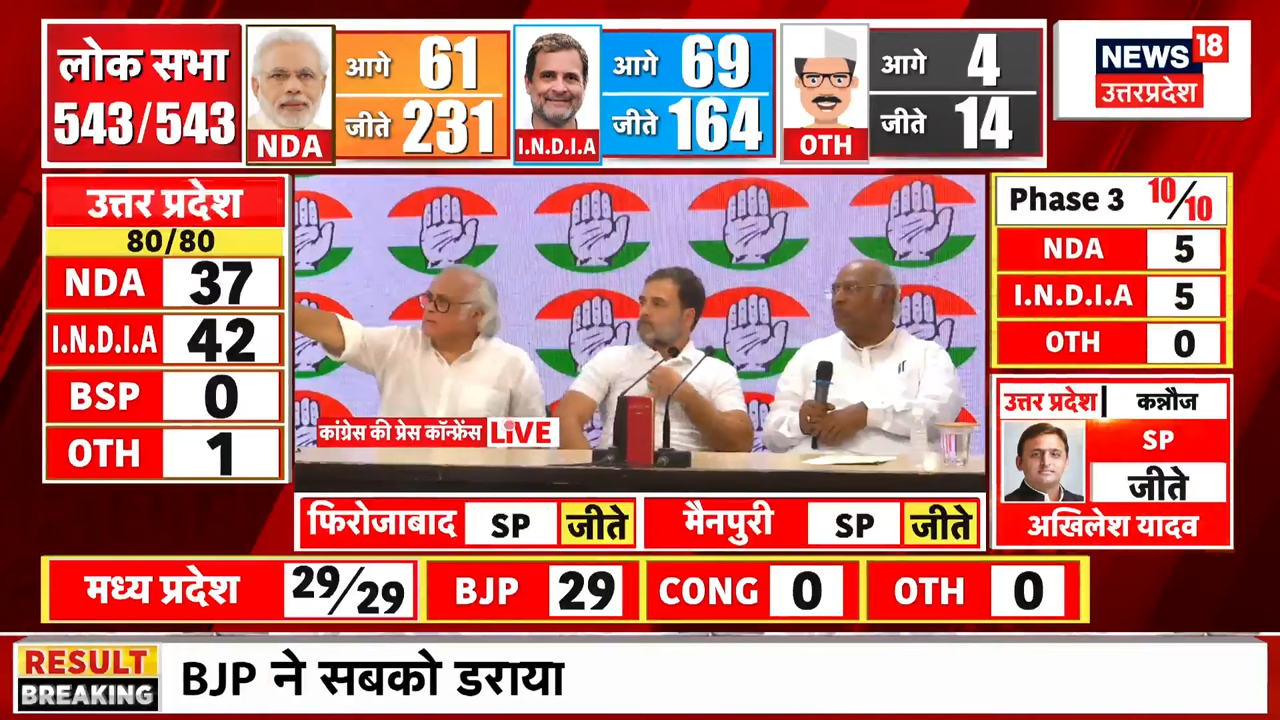 लोक सभा
543/543
NDA
आगे 61
जीते 231
I.N.D.I.A
आगे 69
जीते 164
OTH
आगे 4
जीते 14
NEWS 18
उत्तरप्रदेश
उत्तर प्रदेश
80/80
NDA 37
I.N.D.I.A 42
BSP 0
OTH 1
कांग्रेस की प्रेस कॉन्फ्रेंस LIVE
Phase 3 10/10
NDA 5
I.N.D.I.A 5
OTH 0
उत्तर प्रदेश कन्नौज
SP
जीते
अखिलेश यादव
फिरोजाबाद SP जीते
मैनपुरी SP जीते
मध्य प्रदेश 29/29 BJP 29 CONG 0 OTH 0
RESULT
BREAKING
BJP ने सबको डराया